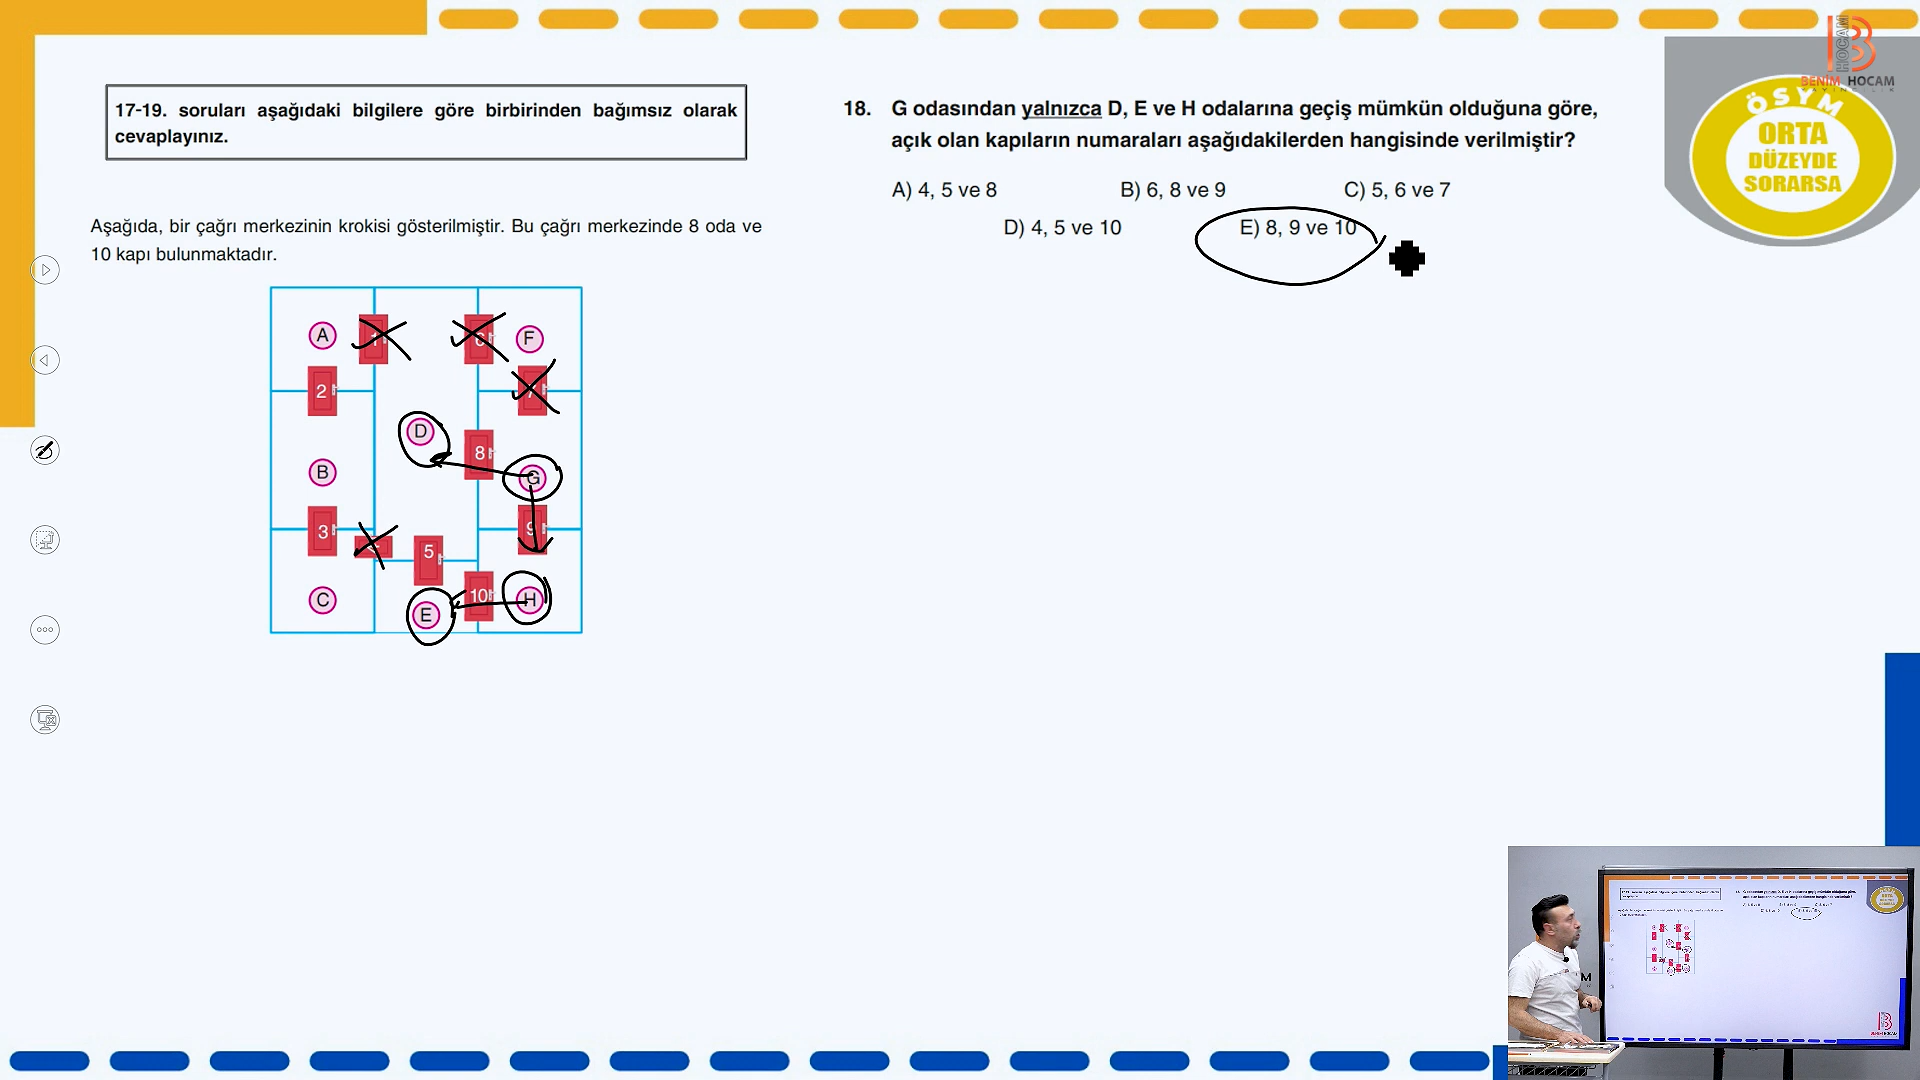 17-19. soruları aşağıdaki bilgilere göre birbirinden bağımsız olarak
cevaplayınız.
Aşağıda, bir çağrı merkezinin krokisi gösterilmiştir. Bu çağrı merkezinde 8 oda ve
10 kapı bulunmaktadır.
A
F
2
D
8
B
G
3
9
5
C
E
10
H
18. G odasından yalnızca D, E ve H odalarına geçiş mümkün olduğuna göre,
açık olan kapıların numaraları aşağıdakilerden hangisinde verilmiştir?
A) 4, 5 ve 8 B) 6, 8 ve 9 C) 5, 6 ve 7
D) 4, 5 ve 10 E) 8, 9 ve 10
HOCAM
BENİM HOCAM
YAYINCILIK
ÖSYM
ORTA
DÜZEYDE
SORARSA